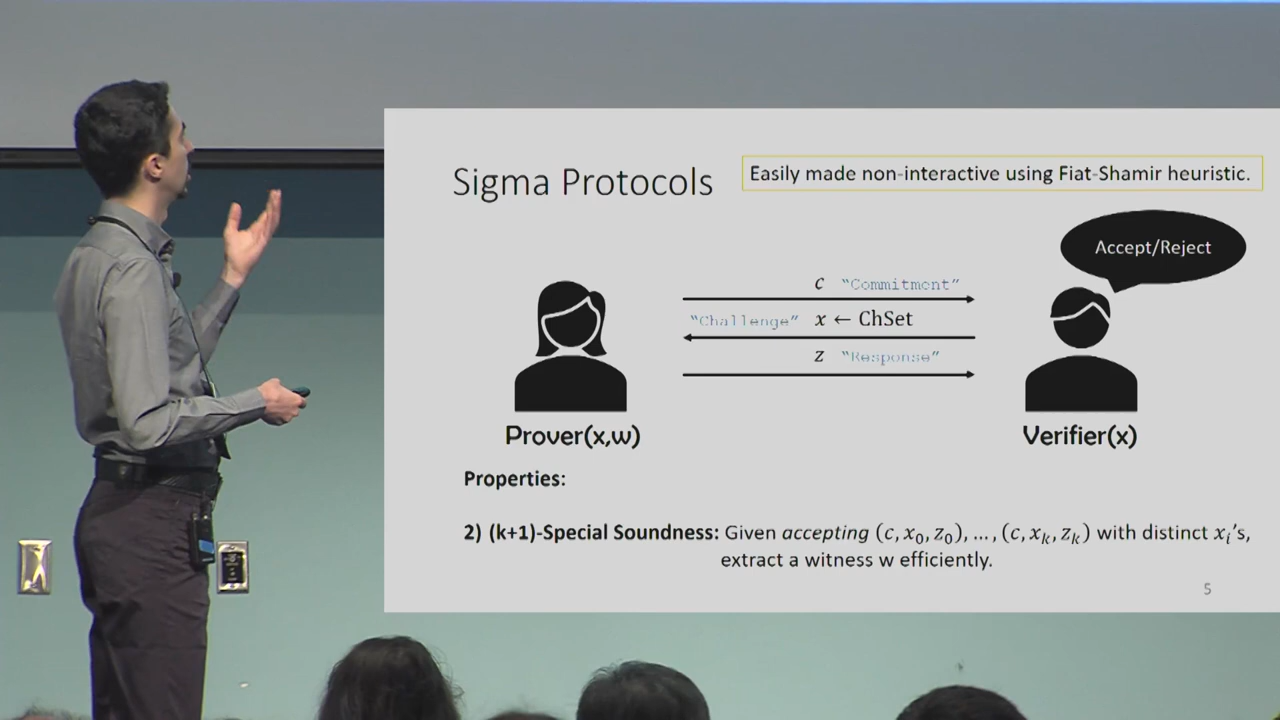 Sigma Protocols
Easily made non-interactive using Fiat-Shamir heuristic.
Accept/Reject
c “Commitment”
“Challenge” x ← ChSet
z “Response”
Prover(x,w)
Verifier(x)
Properties:
2) (k+1)-Special Soundness: Given accepting (c, x₀, z₀), … , (c, xₖ, zₖ) with distinct xᵢ’s,
extract a witness w efficiently.
5